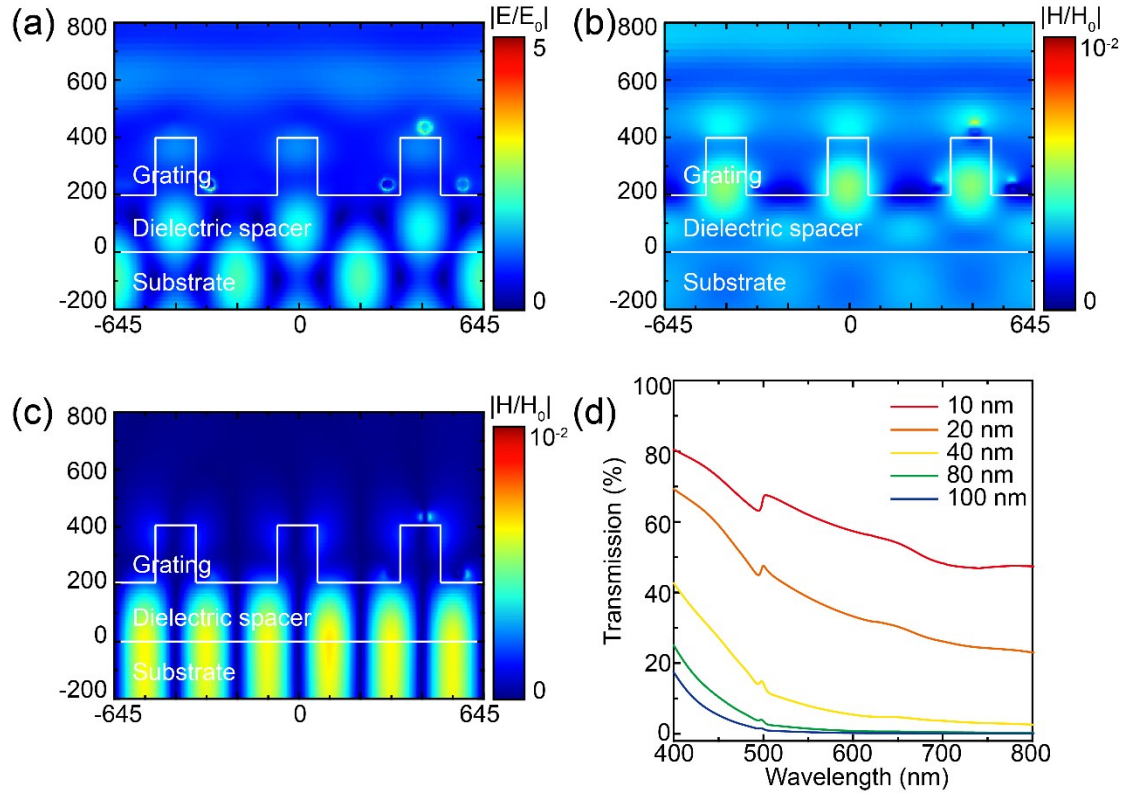 (a)
|E/E0|
5
0
800
600
400
200
0
-200
Grating
Dielectric spacer
Substrate
-645 0 645
(b)
|H/H0|
10-2
0
800
600
400
200
0
-200
Grating
Dielectric spacer
Substrate
-645 0 645
(c)
|H/H0|
10-2
0
800
600
400
200
0
-200
Grating
Dielectric spacer
Substrate
-645 0 645
(d)
Transmission (%)
100
80
60
40
20
0
10 nm
20 nm
40 nm
80 nm
100 nm
400 500 600 700 800
Wavelength (nm)